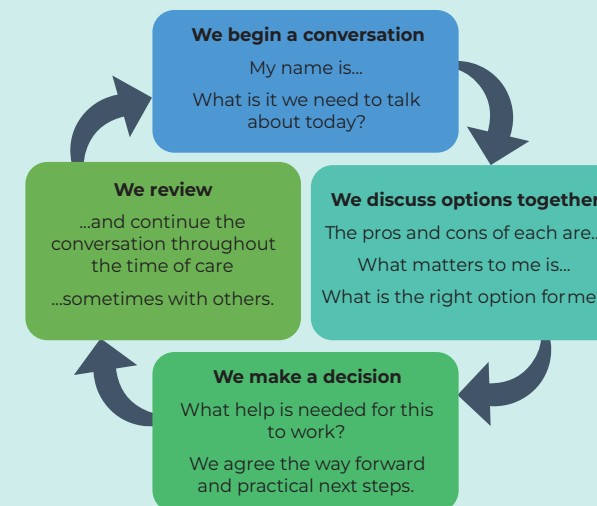 We begin a conversation
My name is...
What is it we need to talk
about today?
We discuss options together
The pros and cons of each are...
What matters to me is...
What is the right option forme
We make a decision
What help is needed for this
to work?
We agree the way forward
and practical next steps.
We review
...and continue the
conversation throughout
the time of care
...sometimes with others.